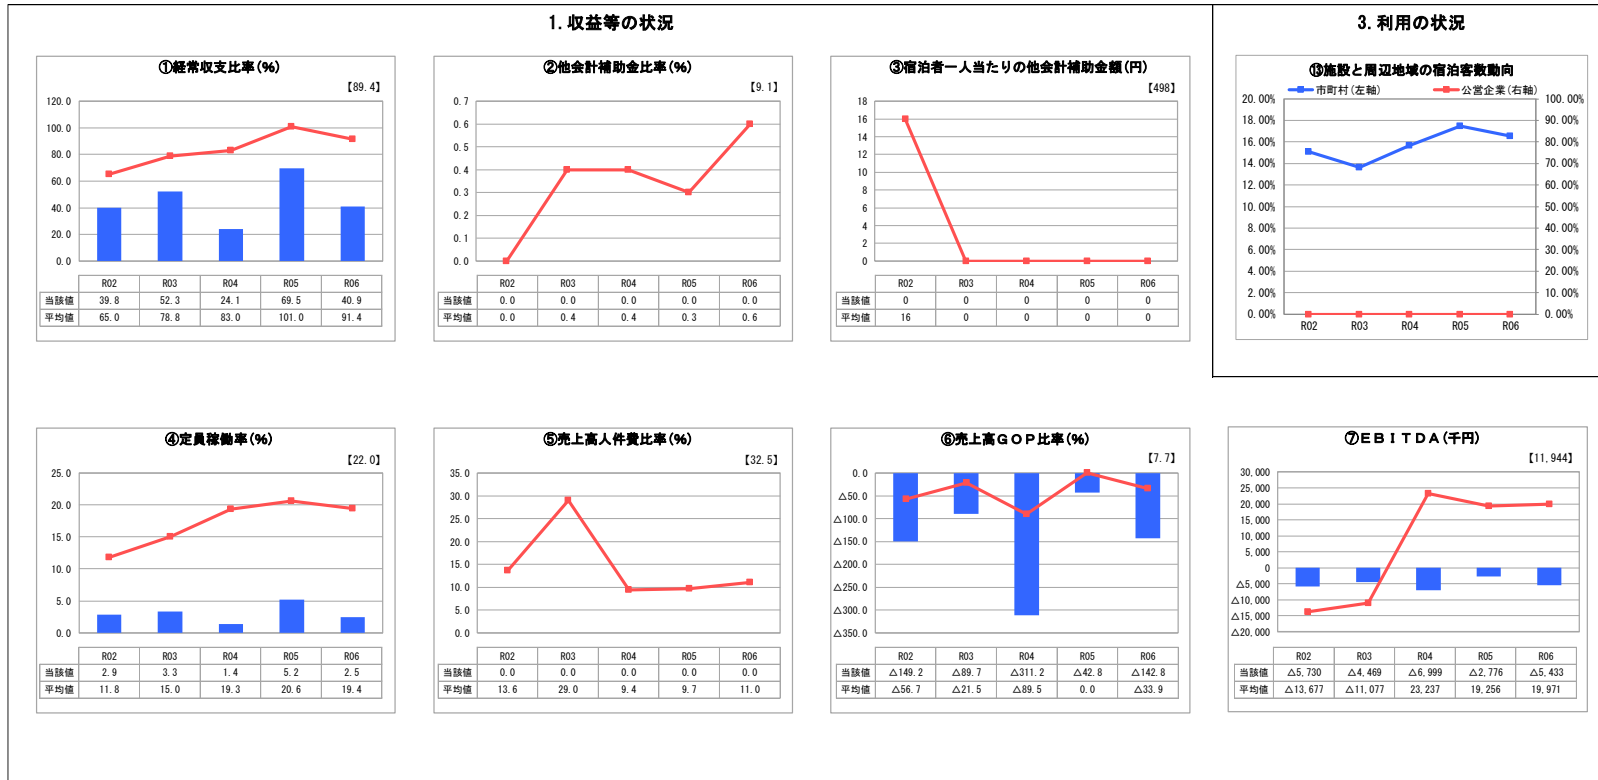 1. 収益等の状況
3. 利用の状況
①経常収支比率(%)
【89.4】
120.0
100.0
80.0
60.0
40.0
20.0
0.0
R02 R03 R04 R05 R06
当該値 39.8 52.3 24.1 69.5 40.9
平均値 65.0 78.8 83.0 101.0 91.4
②他会計補助金比率(%)
【9.1】
0.7
0.6
0.5
0.4
0.3
0.2
0.1
0.0
R02 R03 R04 R05 R06
当該値 0.0 0.0 0.0 0.0 0.0
平均値 0.0 0.4 0.4 0.3 0.6
③宿泊者一人当たりの他会計補助金額(円)
【498】
18
16
14
12
10
8
6
4
2
0
R02 R03 R04 R05 R06
当該値 0 0 0 0 0
平均値 16 0 0 0 0
⑬施設と周辺地域の宿泊客数動向
市町村(左軸) 公営企業(右軸)
20.00% 100.00%
18.00% 90.00%
16.00% 80.00%
14.00% 70.00%
12.00% 60.00%
10.00% 50.00%
8.00% 40.00%
6.00% 30.00%
4.00% 20.00%
2.00% 10.00%
0.00% 0.00%
R02 R03 R04 R05 R06
④定員稼働率(%)
【22.0】
25.0
20.0
15.0
10.0
5.0
0.0
R02 R03 R04 R05 R06
当該値 2.9 3.3 1.4 5.2 2.5
平均値 11.8 15.0 19.3 20.6 19.4
⑤売上高人件費比率(%)
【32.5】
35.0
30.0
25.0
20.0
15.0
10.0
5.0
0.0
R02 R03 R04 R05 R06
当該値 0.0 0.0 0.0 0.0 0.0
平均値 13.6 29.0 9.4 9.7 11.0
⑥売上高GOP比率(%)
【7.7】
0.0
△50.0
△100.0
△150.0
△200.0
△250.0
△300.0
△350.0
R02 R03 R04 R05 R06
当該値 △149.2 △89.7 △311.2 △42.8 △142.8
平均値 △56.7 △21.5 △89.5 0.0 △33.9
⑦EBITDA(千円)
【11,944】
30,000
25,000
20,000
15,000
10,000
5,000
0
△5,000
△10,000
△15,000
△20,000
R02 R03 R04 R05 R06
当該値 △5,730 △4,469 △6,999 △2,776 △5,433
平均値 △13,677 △11,077 23,237 19,256 19,971